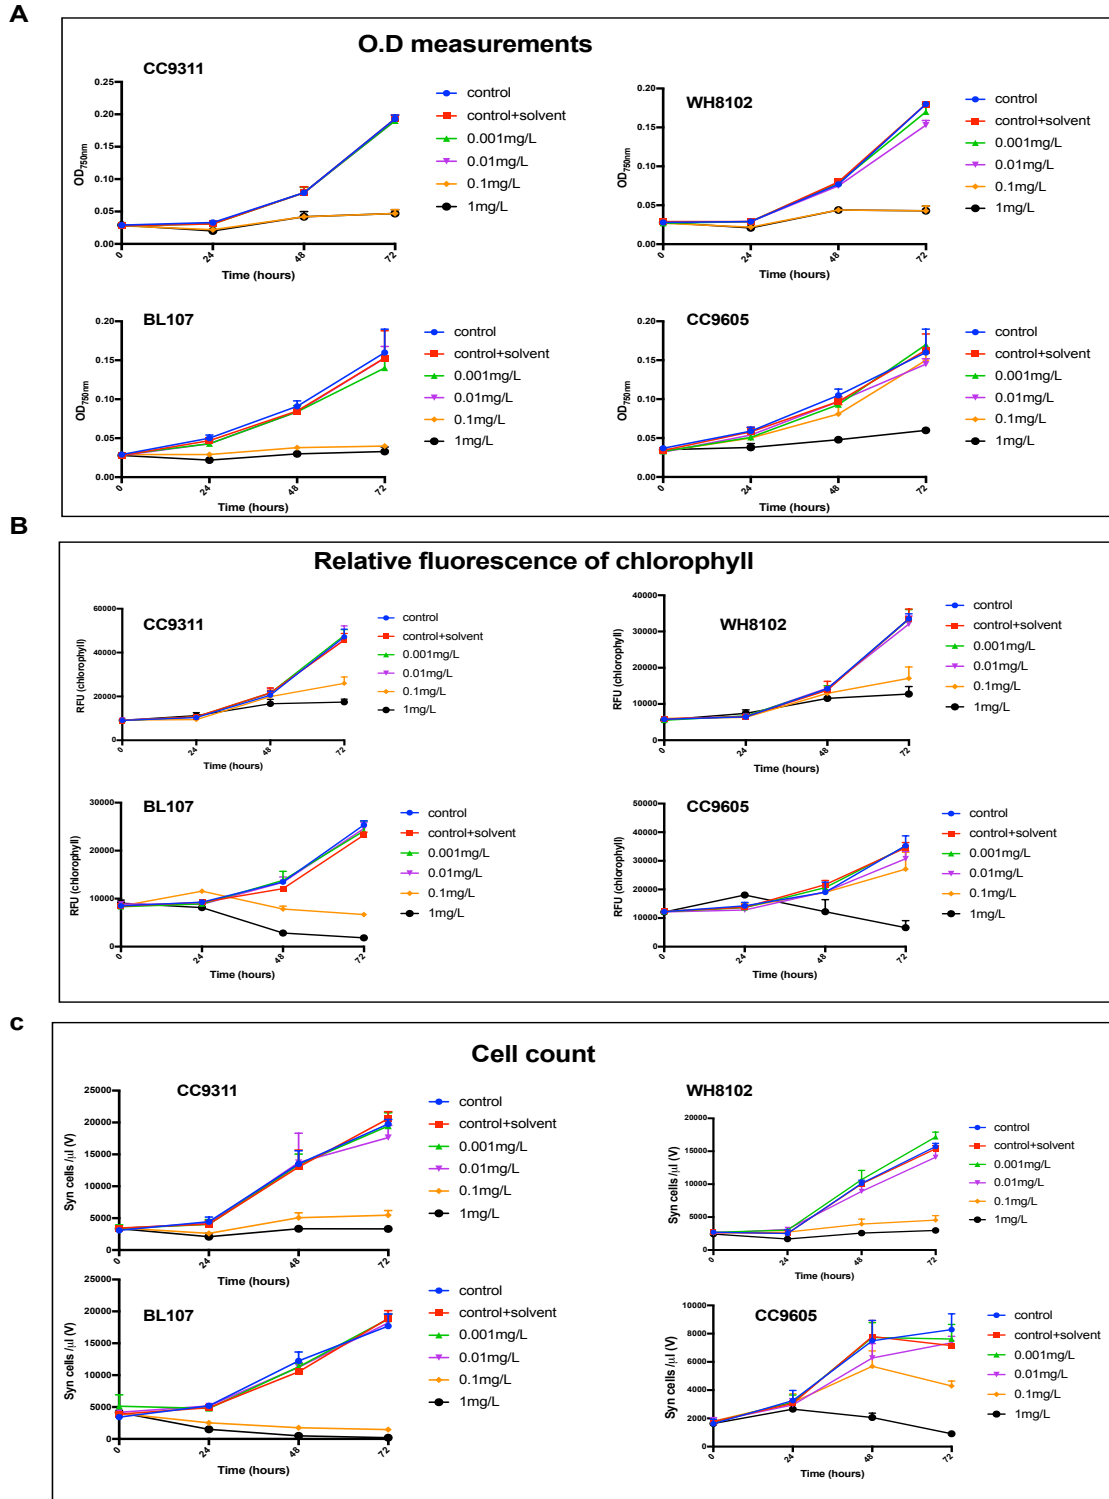 A
O.D measurements
CC9311
0.25
0.20
0.15
0.10
0.05
0.00
OD750nm
0
24
48
72
Time (hours)
control
control+solvent
0.001mg/L
0.01mg/L
0.1mg/L
1mg/L
WH8102
0.20
0.15
0.10
0.05
0.00
OD750nm
0
24
48
72
Time (hours)
control
control+solvent
0.001mg/L
0.01mg/L
0.1mg/L
1mg/L
BL107
0.20
0.15
0.10
0.05
0.00
OD750nm
0
24
48
72
Time (hours)
control
control+solvent
0.001mg/L
0.01mg/L
0.1mg/L
1mg/L
CC9605
0.20
0.15
0.10
0.05
0.00
OD750nm
0
24
48
72
Time (hours)
control
control+solvent
0.001mg/L
0.01mg/L
0.1mg/L
1mg/L
B
Relative fluorescence of chlorophyll
CC9311
60000
40000
20000
0
RFU (chlorophyll)
0
24
48
72
Time (hours)
control
control+solvent
0.001mg/L
0.01mg/L
0.1mg/L
1mg/L
WH8102
40000
30000
20000
10000
0
RFU (chlorophyll)
0
24
48
72
Time (hours)
control
control+solvent
0.001mg/L
0.01mg/L
0.1mg/L
1mg/L
BL107
30000
20000
10000
0
RFU (chlorophyll)
0
24
48
72
Time (hours)
control
control+solvent
0.001mg/L
0.01mg/L
0.1mg/L
1mg/L
CC9605
50000
40000
30000
20000
10000
0
RFU (chlorophyll)
0
24
48
72
Time (hours)
control
control+solvent
0.001mg/L
0.01mg/L
0.1mg/L
1mg/L
c
Cell count
CC9311
25000
20000
15000
10000
5000
0
Syn cells /µl (V)
0
24
48
72
Time (hours)
control
control+solvent
0.001mg/L
0.01mg/L
0.1mg/L
1mg/L
WH8102
20000
15000
10000
5000
0
Syn cells /µl (V)
0
24
48
72
Time (hours)
control
control+solvent
0.001mg/L
0.01mg/L
0.1mg/L
1mg/L
BL107
25000
20000
15000
10000
5000
0
Syn cells /µl (V)
0
24
48
72
Time (hours)
control
control+solvent
0.001mg/L
0.01mg/L
0.1mg/L
1mg/L
CC9605
10000
8000
6000
4000
2000
0
Syn cells /µl (V)
0
24
48
72
Time (hours)
control
control+solvent
0.001mg/L
0.01mg/L
0.1mg/L
1mg/L